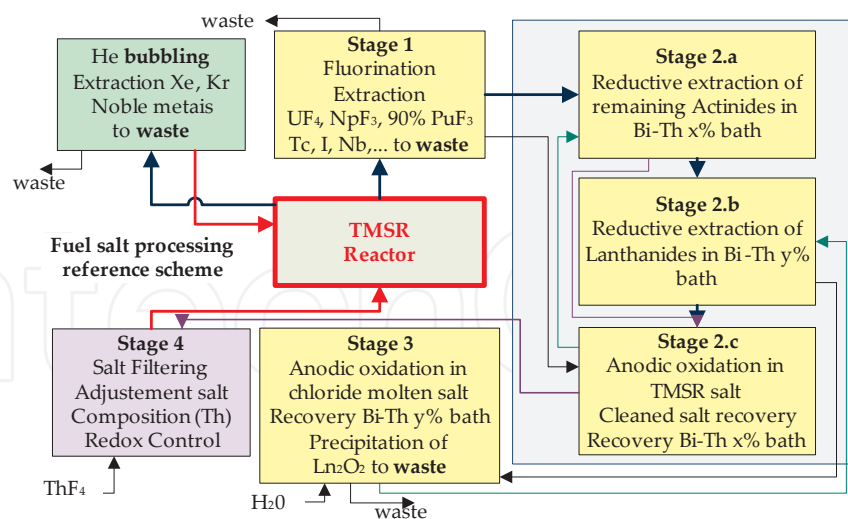 waste
He bubbling
Extraction Xe, Kr
Noble metais
to waste
waste
Stage 1
Fluorination
Extraction
UF₄, NpF₃, 90% PuF₃
Tc, I, Nb,... to waste
Stage 2.a
Reductive extraction of
remaining Actinides in
Bi-Th x% bath
TMSR
Reactor
Stage 2.b
Reductive extraction of
Lanthanides in Bi-Th y%
bath
Fuel salt processing
reference scheme
Stage 4
Salt Filtering
Adjustement salt
Composition (Th)
Redox Control
ThF₄
Stage 3
Anodic oxidation in
chloride molten salt
Recovery Bi-Th y% bath
Precipitation of
Ln₂O₂ to waste
H₂0
waste
Stage 2.c
Anodic oxidation in
TMSR salt
Cleaned salt recovery
Recovery Bi-Th x% bath